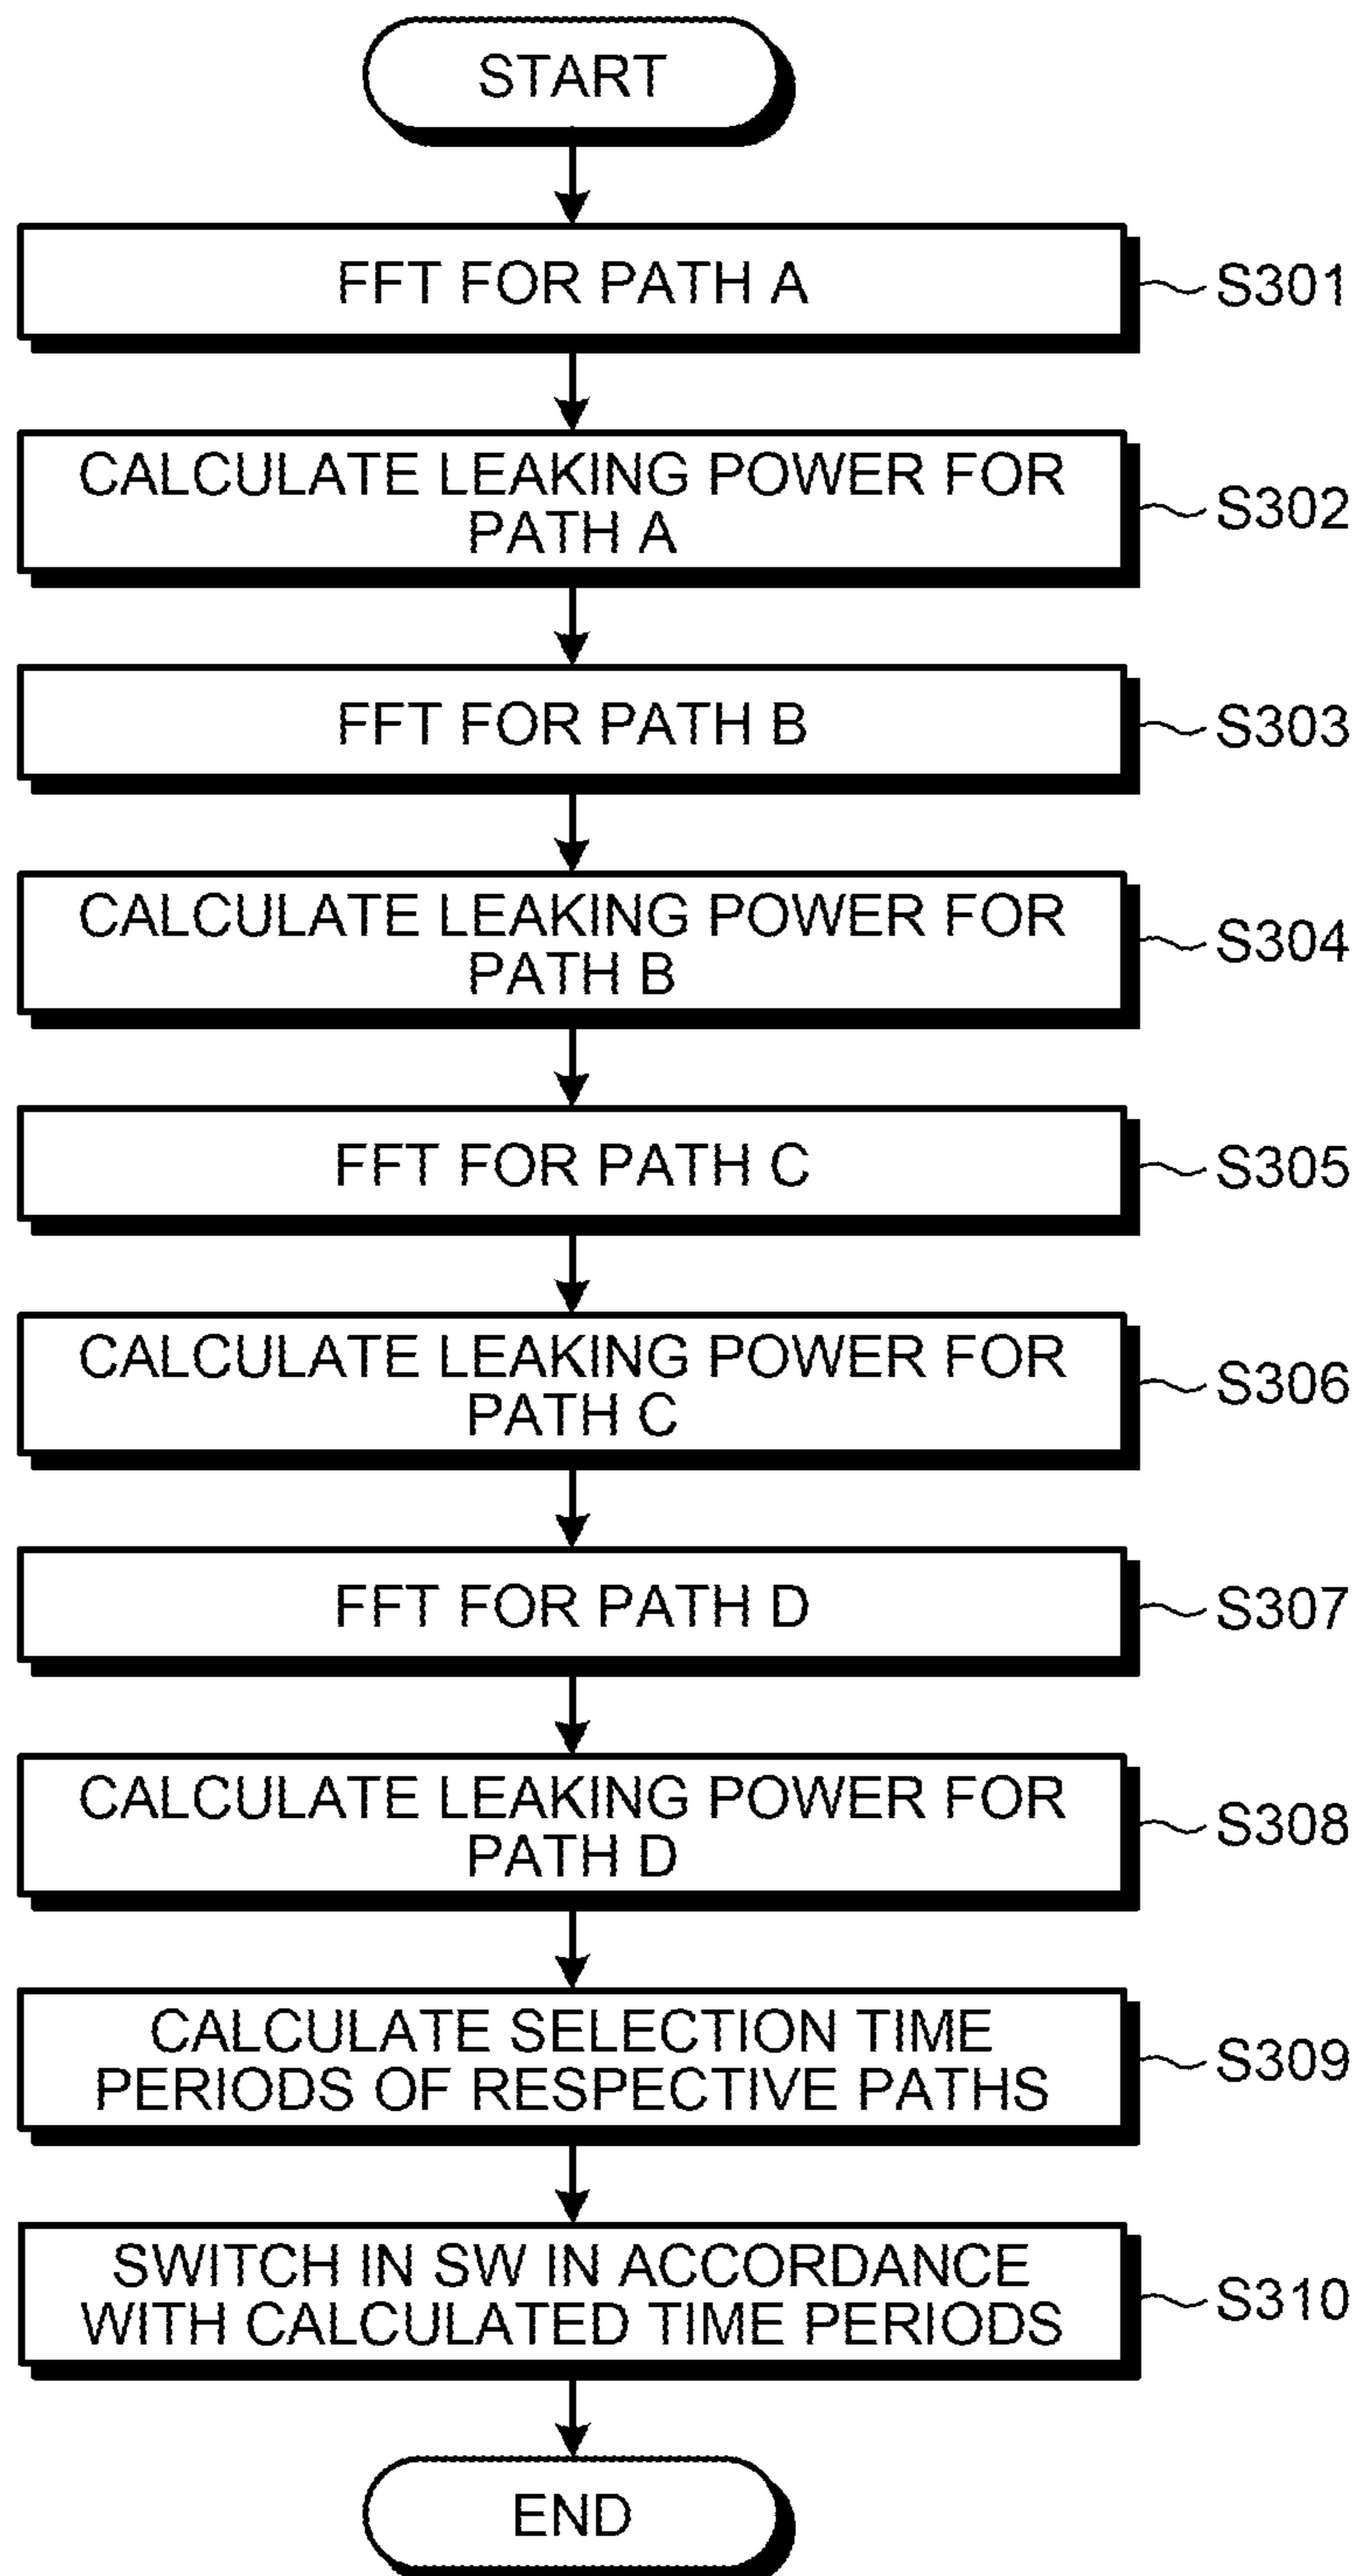 START
FFT FOR PATH A
S301
CALCULATE LEAKING POWER FOR
PATH A
S302
FFT FOR PATH B
S303
CALCULATE LEAKING POWER FOR
PATH B
S304
FFT FOR PATH C
S305
CALCULATE LEAKING POWER FOR
PATH C
S306
FFT FOR PATH D
S307
CALCULATE LEAKING POWER FOR
PATH D
S308
CALCULATE SELECTION TIME
PERIODS OF RESPECTIVE PATHS
S309
SWITCH IN SW IN ACCORDANCE
WITH CALCULATED TIME PERIODS
S310
END